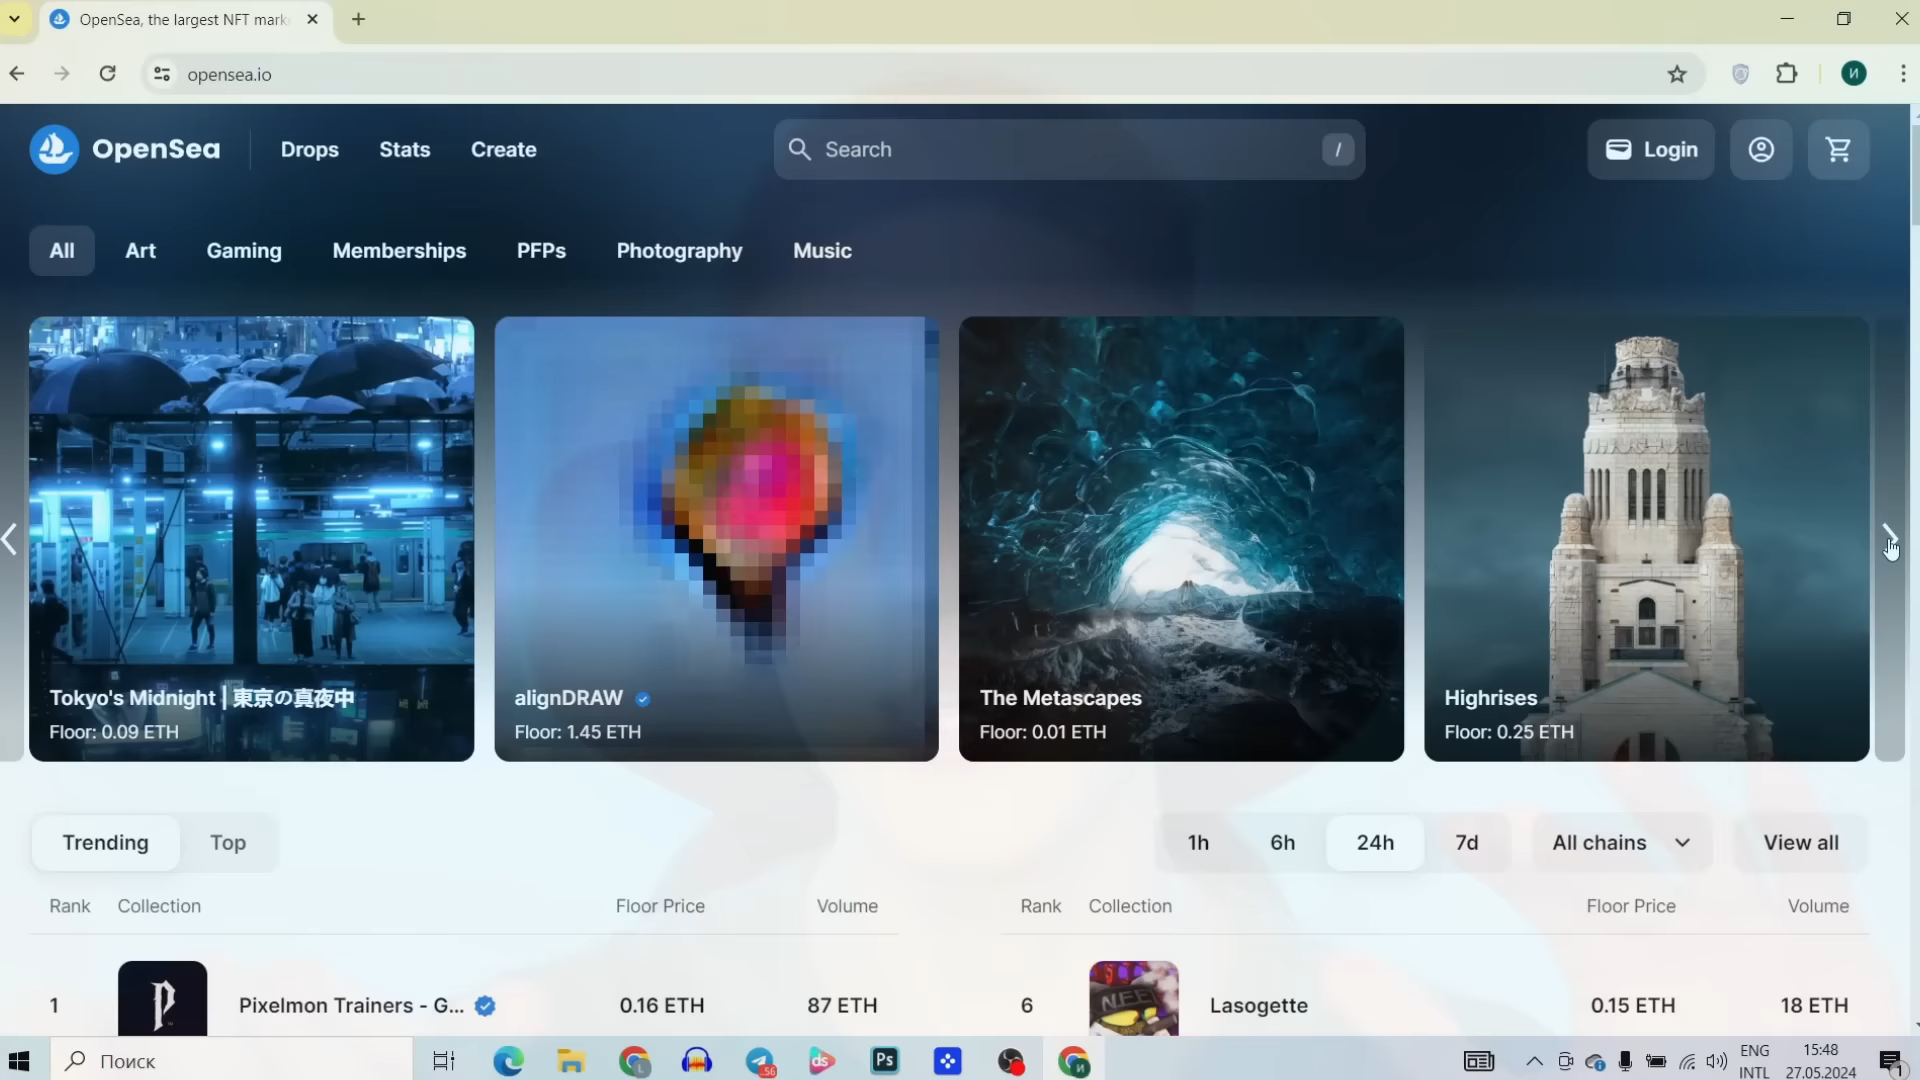 OpenSea, the largest NFT mark
opensea.io
И
OpenSea
Drops
Stats
Create
Search
/
Login
All
Art
Gaming
Memberships
PFPs
Photography
Music
Tokyo's Midnight | 東京の真夜中
Floor: 0.09 ETH
alignDRAW
Floor: 1.45 ETH
The Metascapes
Floor: 0.01 ETH
Highrises
Floor: 0.25 ETH
Trending
Top
1h
6h
24h
7d
All chains
View all
Rank Collection Floor Price Volume
Rank Collection Floor Price Volume
1 Pixelmon Trainers - G... 0.16 ETH 87 ETH
6 Lasogette 0.15 ETH 18 ETH
Поиск
L
56
ds
Ps
И
ENG
INTL
15:48
27.05.2024
1